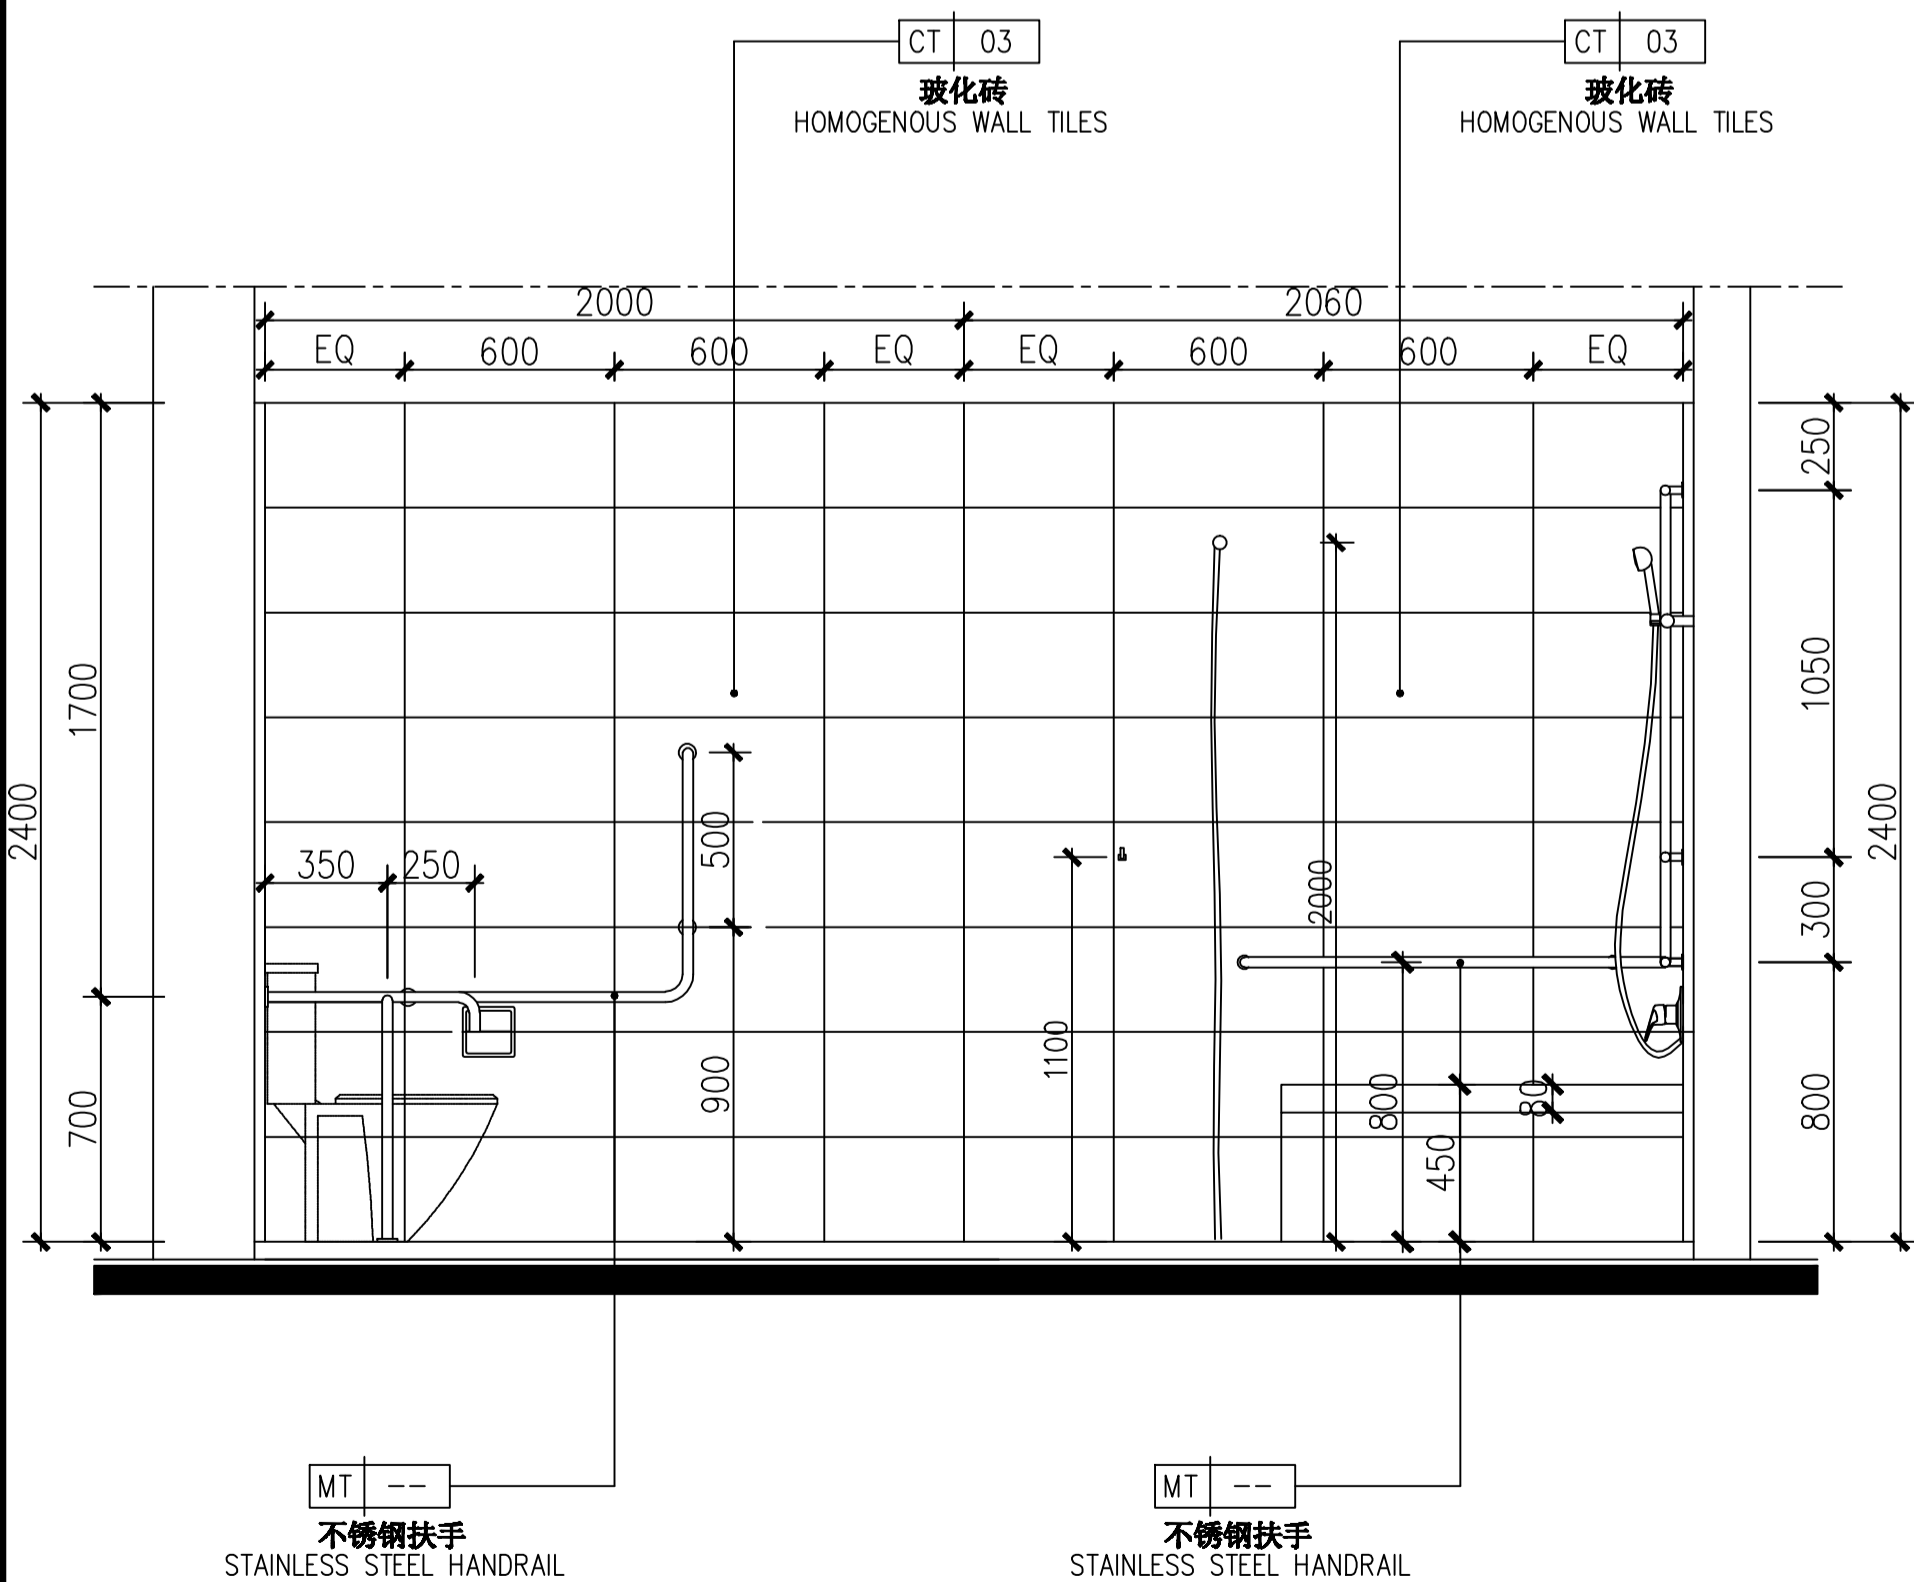 CT 03
玻化砖
HOMOGENOUS WALL TILES
CT 03
玻化砖
HOMOGENOUS WALL TILES
2000
2060
EQ 600 600 EQ EQ 600 600 EQ
2400
1700
700
350
250
500
900
1100
2000
800
450
80
250
1050
300
800
2400
MT --
不锈钢扶手
STAINLESS STEEL HANDRAIL
MT --
不锈钢扶手
STAINLESS STEEL HANDRAIL